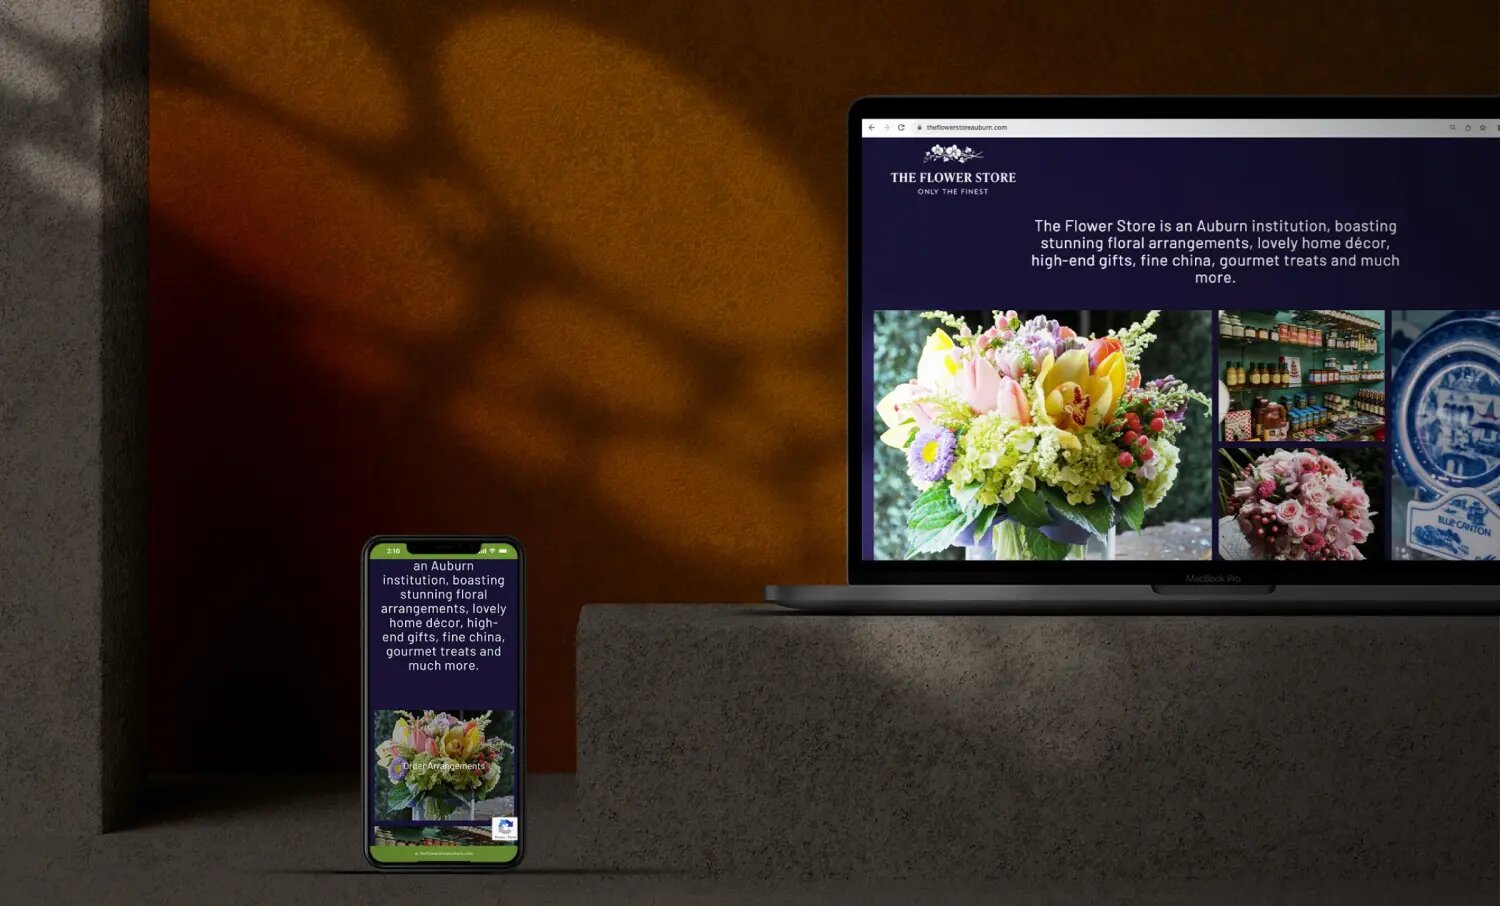 theflowerstoreauburn.com
THE FLOWER STORE
ONLY THE FINEST
The Flower Store is an Auburn institution, boasting
stunning floral arrangements, lovely home décor,
high-end gifts, fine china, gourmet treats and much
more.
BLUE CANTON
MacBook Pro
2:16
an Auburn
institution, boasting
stunning floral
arrangements, lovely
home décor, high-
end gifts, fine china,
gourmet treats and
much more.
Order Arrangements
theflowerstoreauburn.com